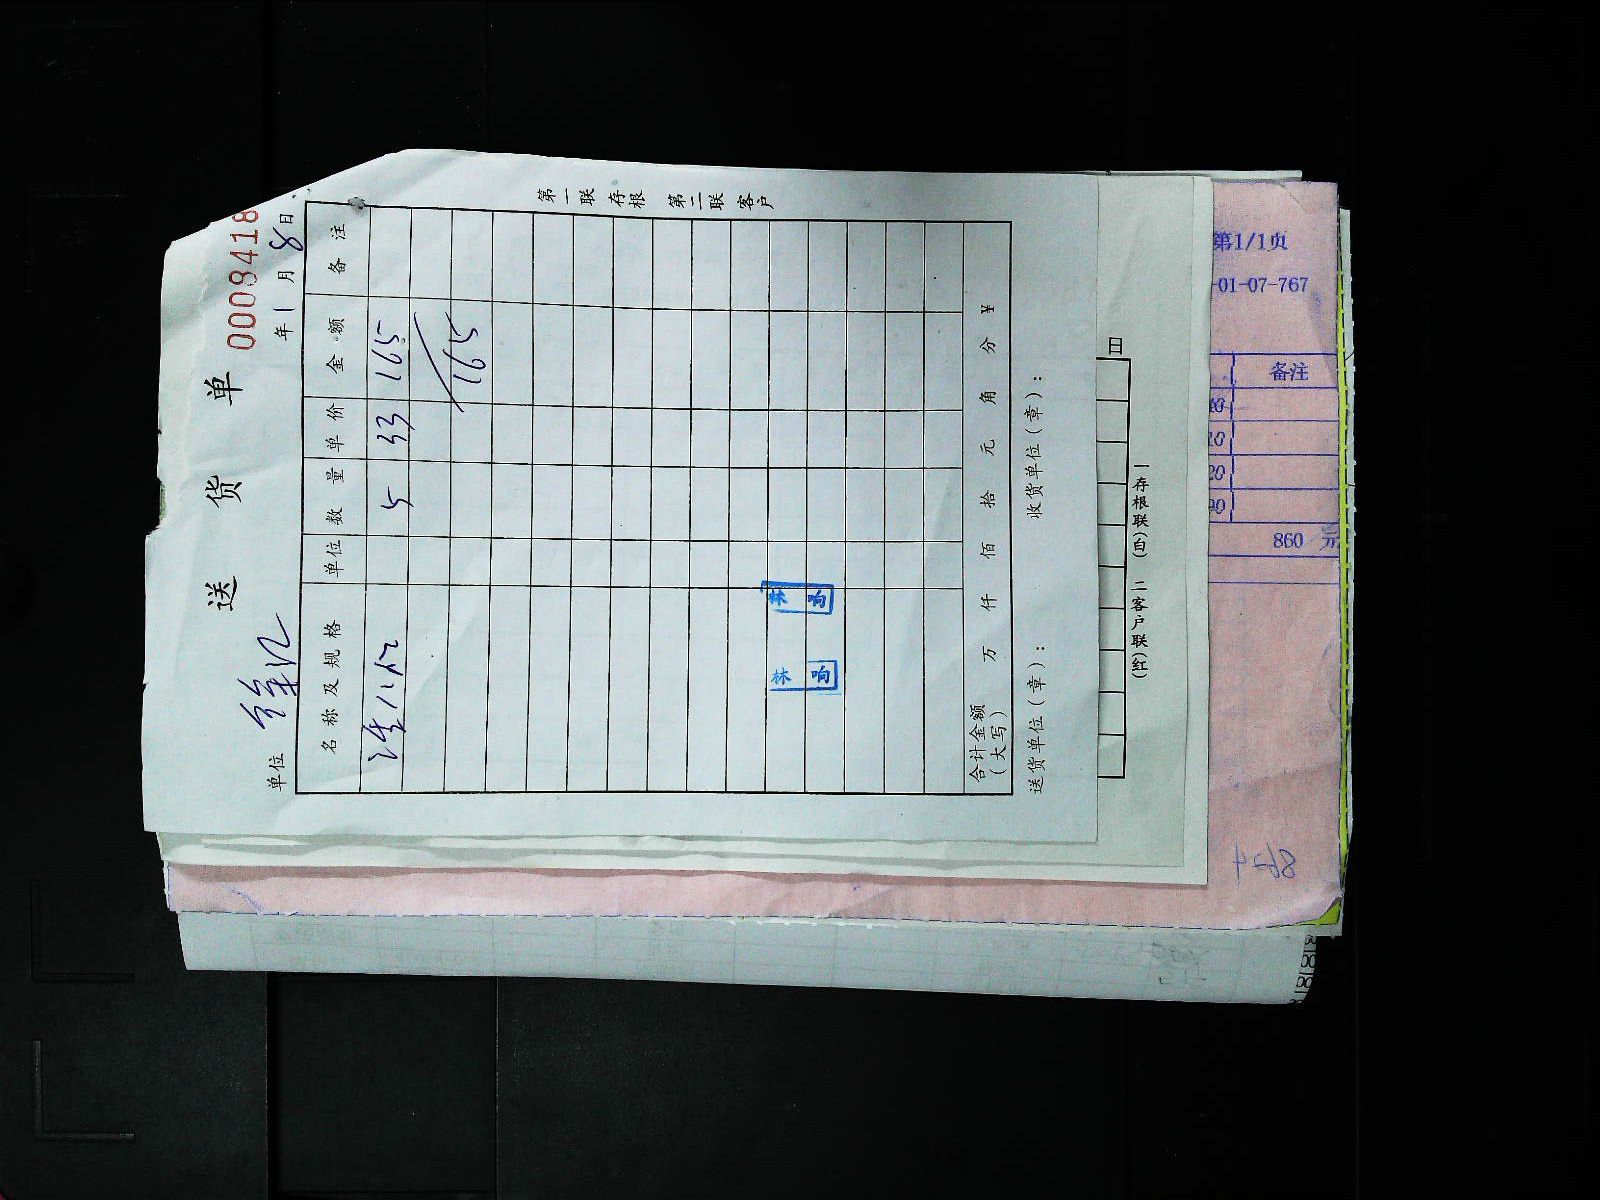 送 货 单
0008418
单位
年 1 月 8 日
名称及规格 单位 数量 单价 金额 备注
5 33 165
165
林 响
林 响
合计金额(大写) 万 仟 佰 拾 元 角 分 ¥
送货单位(章): 收货单位(章):
第一联 存根 第二联 客户
日
一存根联(白) 二客户联(红)
第1/1页
-01-07-767
备注
20
860 元